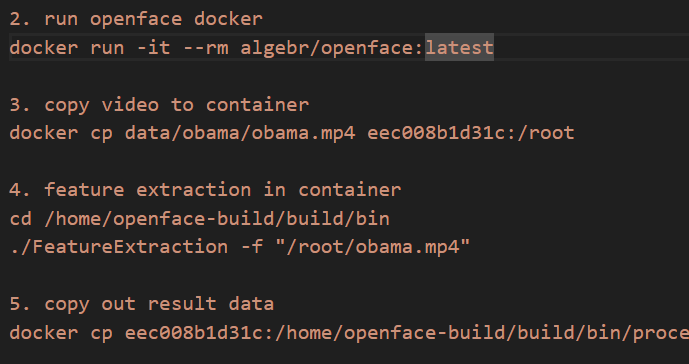 2. run openface docker
docker run -it --rm algebr/openface:latest
3. copy video to container
docker cp data/obama/obama.mp4 eec008b1d31c:/root
4. feature extraction in container
cd /home/openface-build/build/bin
./FeatureExtraction -f "/root/obama.mp4"
5. copy out result data
docker cp eec008b1d31c:/home/openface-build/build/bin/proce